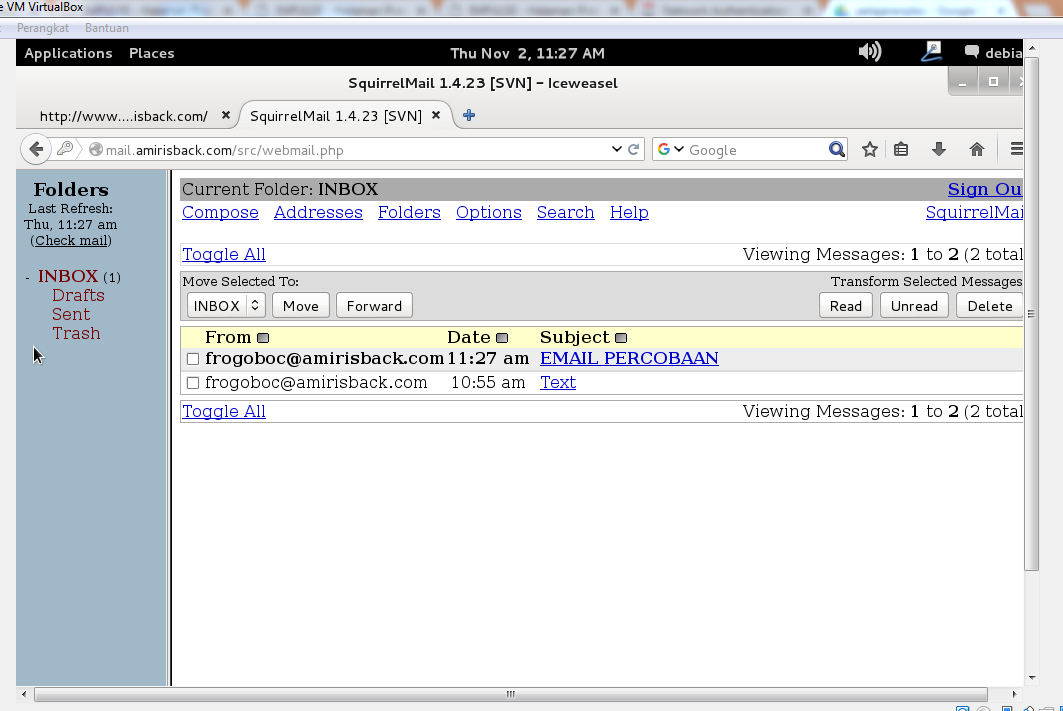 e VM VirtualBox
Perangkat Bantuan
Applications Places Thu Nov 2, 11:27 AM debia
SquirrelMail 1.4.23 [SVN] - Iceweasel
http://www....isback.com/ SquirrelMail 1.4.23 [SVN]
mail.amirisback.com/src/webmail.php Google
Folders
Last Refresh:
Thu, 11:27 am
(Check mail)
- INBOX (1)
Drafts
Sent
Trash
Current Folder: INBOX Sign Ou
Compose Addresses Folders Options Search Help SquirrelMai
Toggle All Viewing Messages: 1 to 2 (2 total
Move Selected To: Transform Selected Messages
INBOX Move Forward Read Unread Delete
From Date Subject
frogoboc@amirisback.com 11:27 am EMAIL PERCOBAAN
frogoboc@amirisback.com 10:55 am Text
Toggle All Viewing Messages: 1 to 2 (2 total